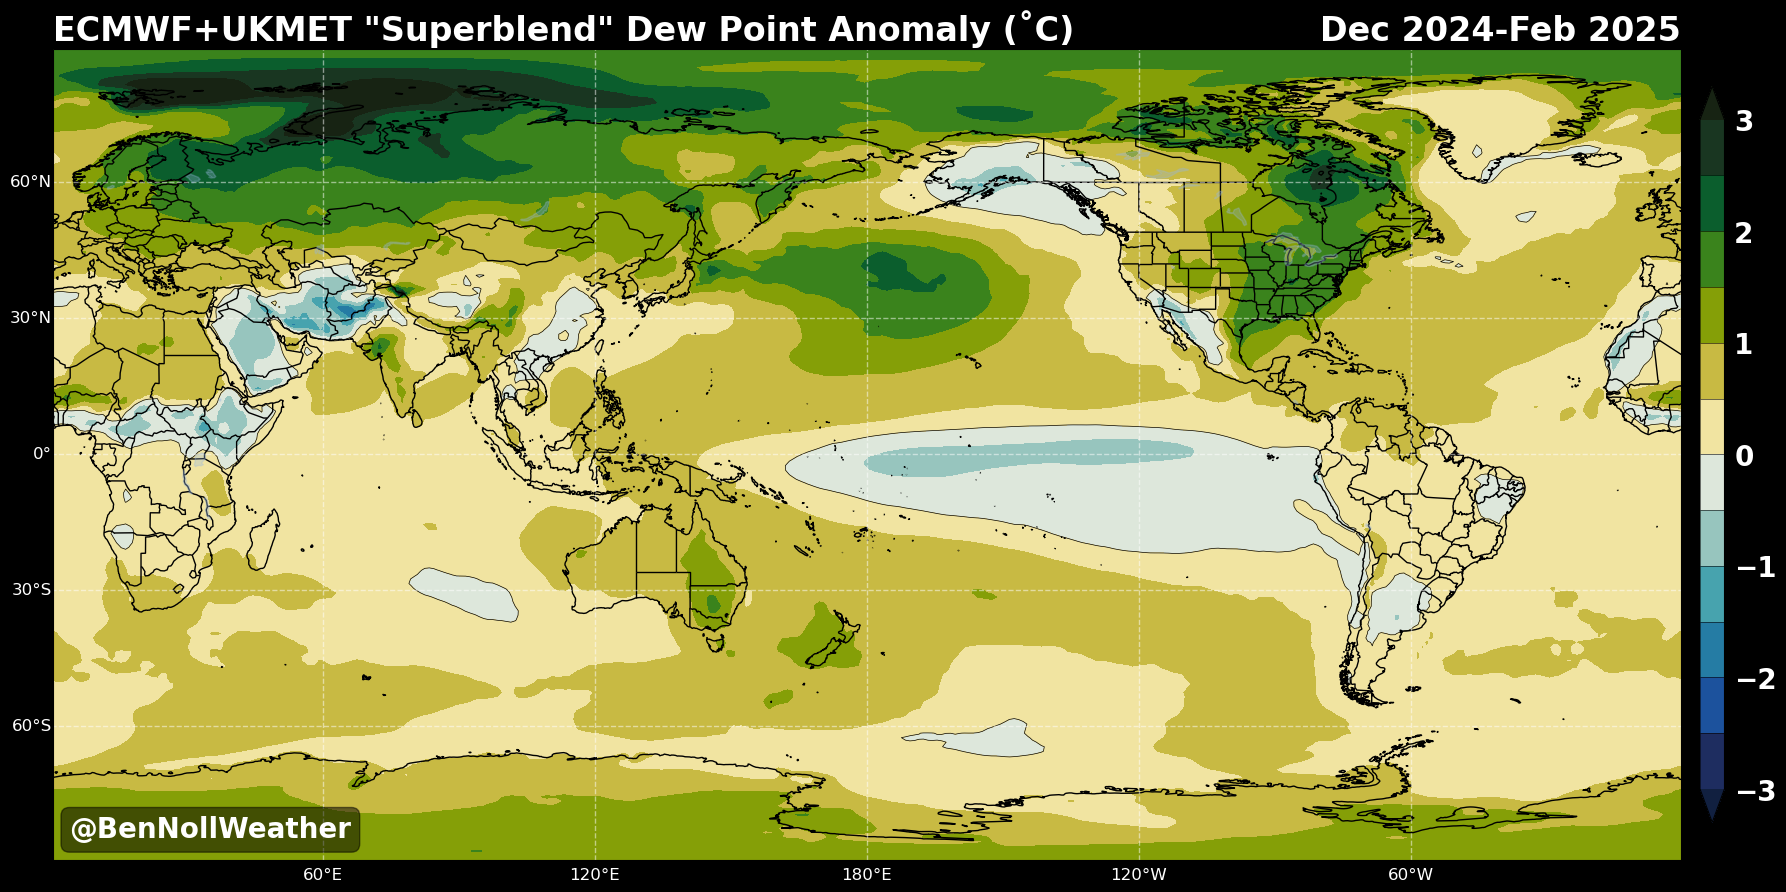 ECMWF+UKMET "Superblend" Dew Point Anomaly (˚C) Dec 2024-Feb 2025
3
2
60°N
1
30°N
0
0°
−1
30°S
−2
60°S
−3
@BenNollWeather
60°E 120°E 180°E 120°W 60°W